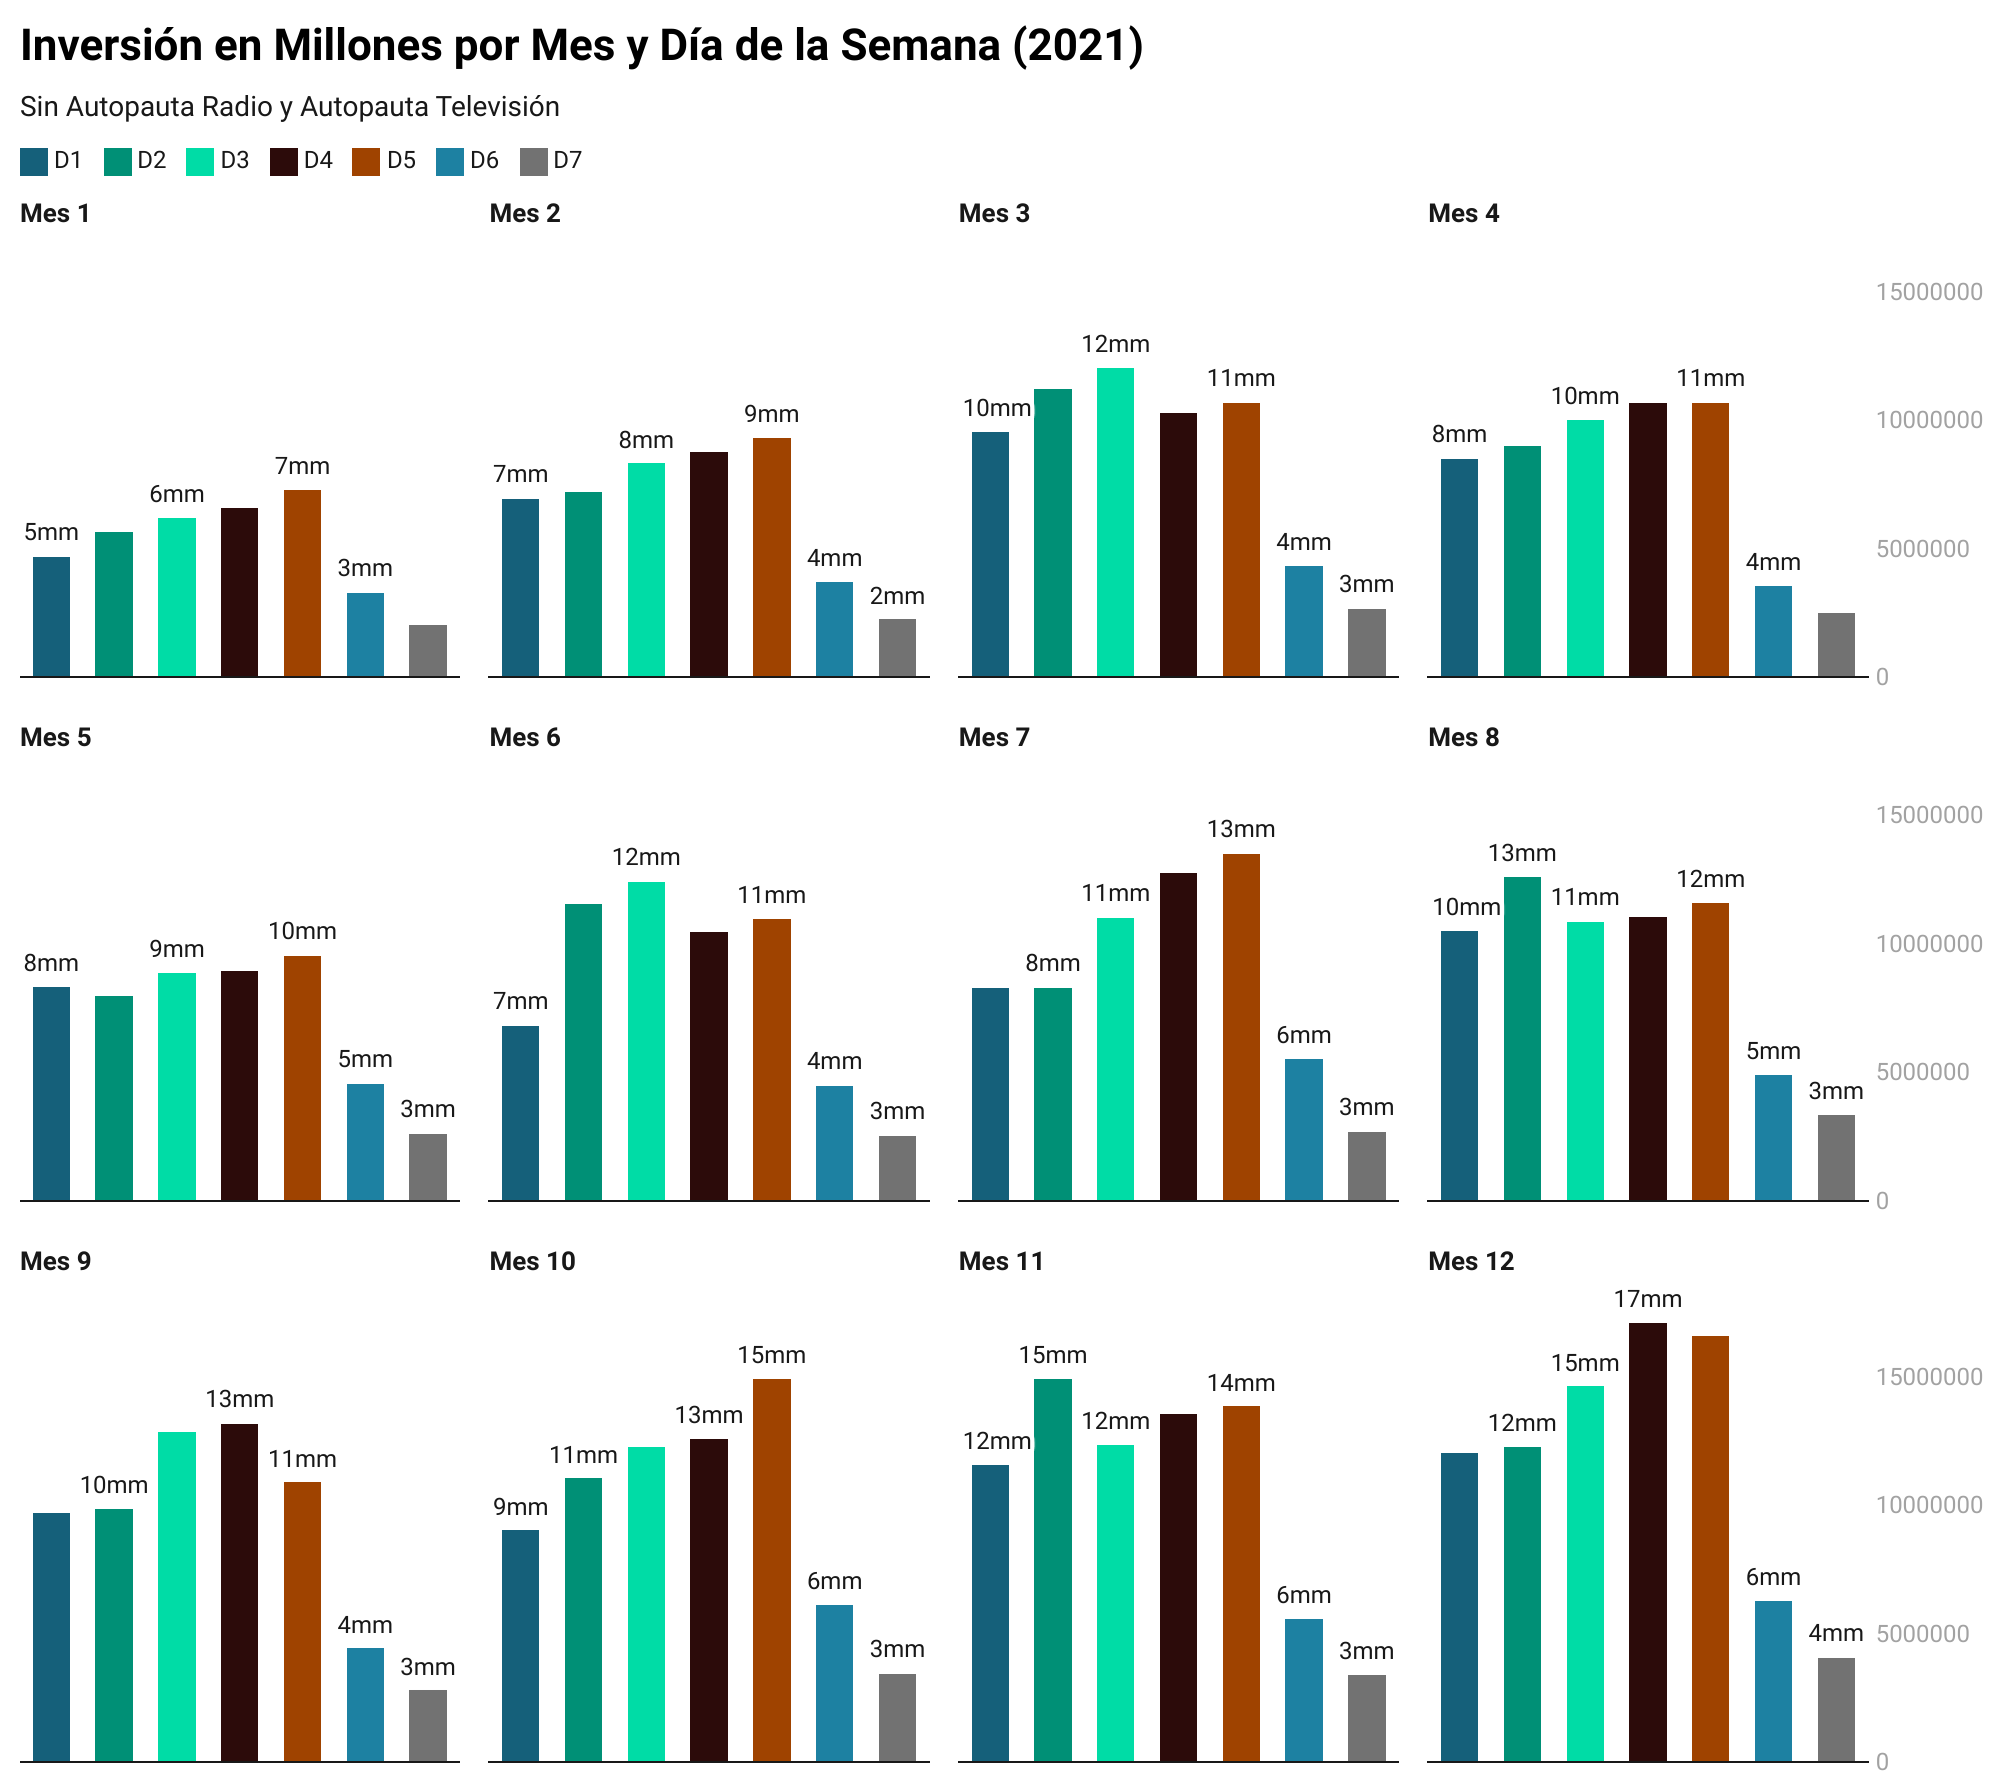 Inversión en Millones por Mes y Día de la Semana (2021)
Sin Autopauta Radio y Autopauta Televisión
D1 D2 D3 D4 D5 D6 D7
Mes 1
5mm 6mm 7mm 3mm
Mes 2
7mm 8mm 9mm 4mm 2mm
Mes 3
10mm 12mm 11mm 4mm 3mm
Mes 4
8mm 10mm 11mm 4mm
15000000
10000000
5000000
0
Mes 5
8mm 9mm 10mm 5mm 3mm
Mes 6
7mm 12mm 11mm 4mm 3mm
Mes 7
8mm 11mm 13mm 6mm 3mm
Mes 8
10mm 13mm 11mm 12mm 5mm 3mm
15000000
10000000
5000000
0
Mes 9
10mm 13mm 11mm 4mm 3mm
Mes 10
9mm 11mm 13mm 15mm 6mm 3mm
Mes 11
12mm 15mm 12mm 14mm 6mm 3mm
Mes 12
12mm 15mm 17mm 6mm 4mm
15000000
10000000
5000000
0